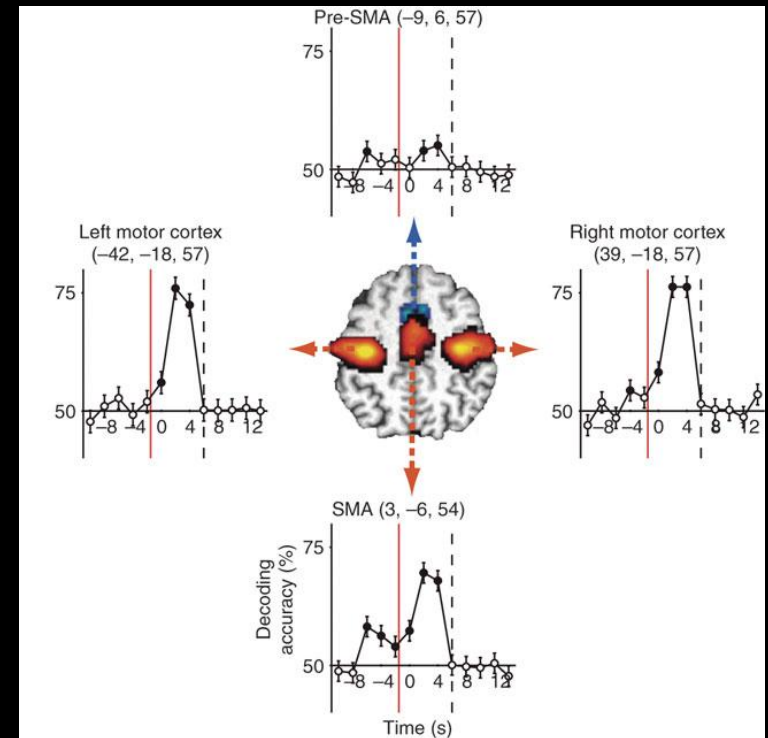 Pre-SMA (–9, 6, 57)
75
50
–8 –4 0 4 8 12
Left motor cortex
(–42, –18, 57)
75
50
–8 –4 0 4 8 12
Right motor cortex
(39, –18, 57)
75
50
–8 –4 0 4 8 12
SMA (3, –6, 54)
75
50
–8 –4 0 4 8 12
Decoding
accuracy (%)
Time (s)